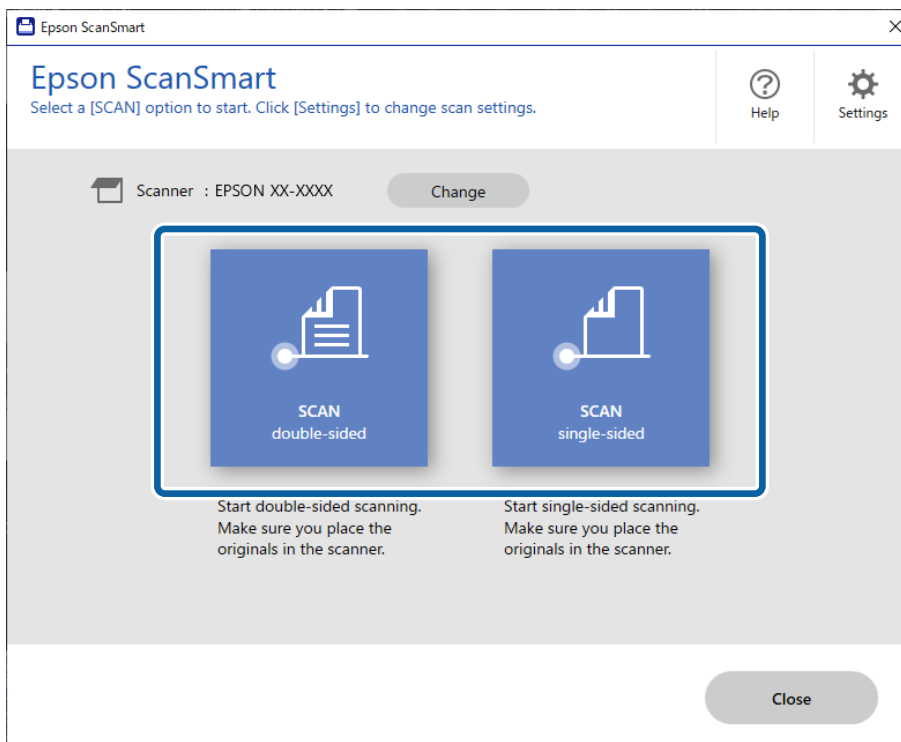 Epson ScanSmart
Epson ScanSmart
Select a [SCAN] option to start. Click [Settings] to change scan settings.
Help
Settings
Scanner : EPSON XX-XXXX
Change
SCAN
double-sided
SCAN
single-sided
Start double-sided scanning.
Make sure you place the
originals in the scanner.
Start single-sided scanning.
Make sure you place the
originals in the scanner.
Close